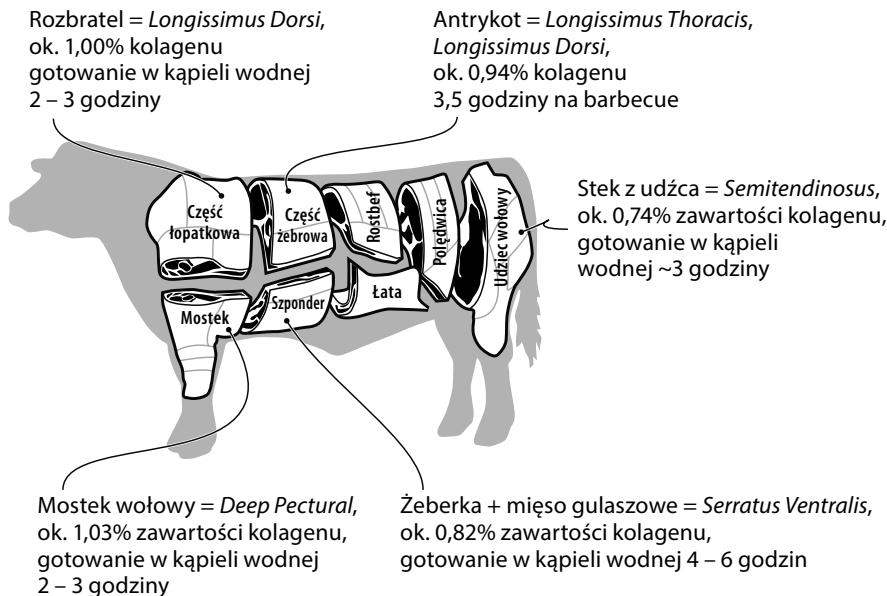 Rozbratel = Longissimus Dorsi,
ok. 1,00% kolagenu
gotowanie w kąpieli wodnej
2 – 3 godziny
Antrykot = Longissimus Thoracis,
Longissimus Dorsi,
ok. 0,94% kolagenu
3,5 godziny na barbecue
Stek z udźca = Semitendinosus,
ok. 0,74% zawartości kolagenu,
gotowanie w kąpieli
wodnej ~3 godziny
Część
łopatkowa
Część
żebrowa
Rostbef
Polędwica
Udziec wołowy
Mostek
Szponder
Łata
Mostek wołowy = Deep Pectural,
ok. 1,03% zawartości kolagenu,
gotowanie w kąpieli wodnej
2 – 3 godziny
Żeberka + mięso gulaszowe = Serratus Ventralis,
ok. 0,82% zawartości kolagenu,
gotowanie w kąpieli wodnej 4 – 6 godzin